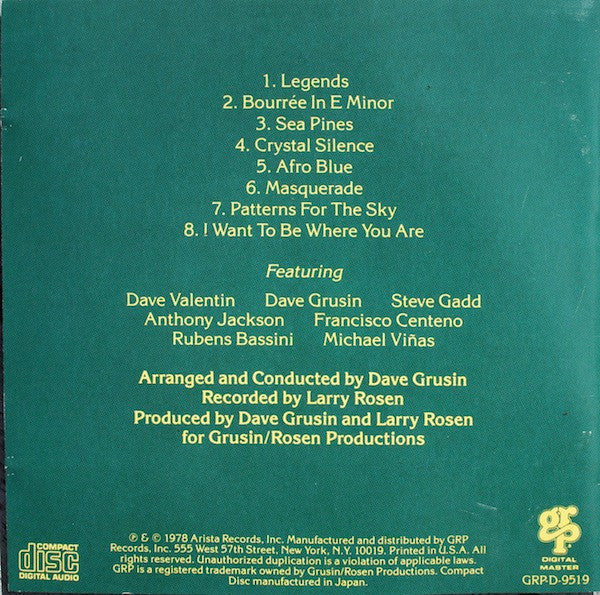 1. Legends
2. Bourrée In E Minor
3. Sea Pines
4. Crystal Silence
5. Afro Blue
6. Masquerade
7. Patterns For The Sky
8. I Want To Be Where You Are
Featuring
Dave Valentin Dave Grusin Steve Gadd
Anthony Jackson Francisco Centeno
Rubens Bassini Michael Viñas
Arranged and Conducted by Dave Grusin
Recorded by Larry Rosen
Produced by Dave Grusin and Larry Rosen
for Grusin/Rosen Productions
COMPACT
disc
DIGITAL AUDIO
℗ & © 1978 Arista Records, Inc. Manufactured and distributed by GRP
Records, Inc. 555 West 57th Street, New York, N.Y. 10019. Printed in U.S.A. All
rights reserved. Unauthorized duplication is a violation of applicable laws.
GRP is a registered trademark owned by Grusin/Rosen Productions. Compact
Disc manufactured in Japan.
grp
DIGITAL
MASTER
GRP-D-9519